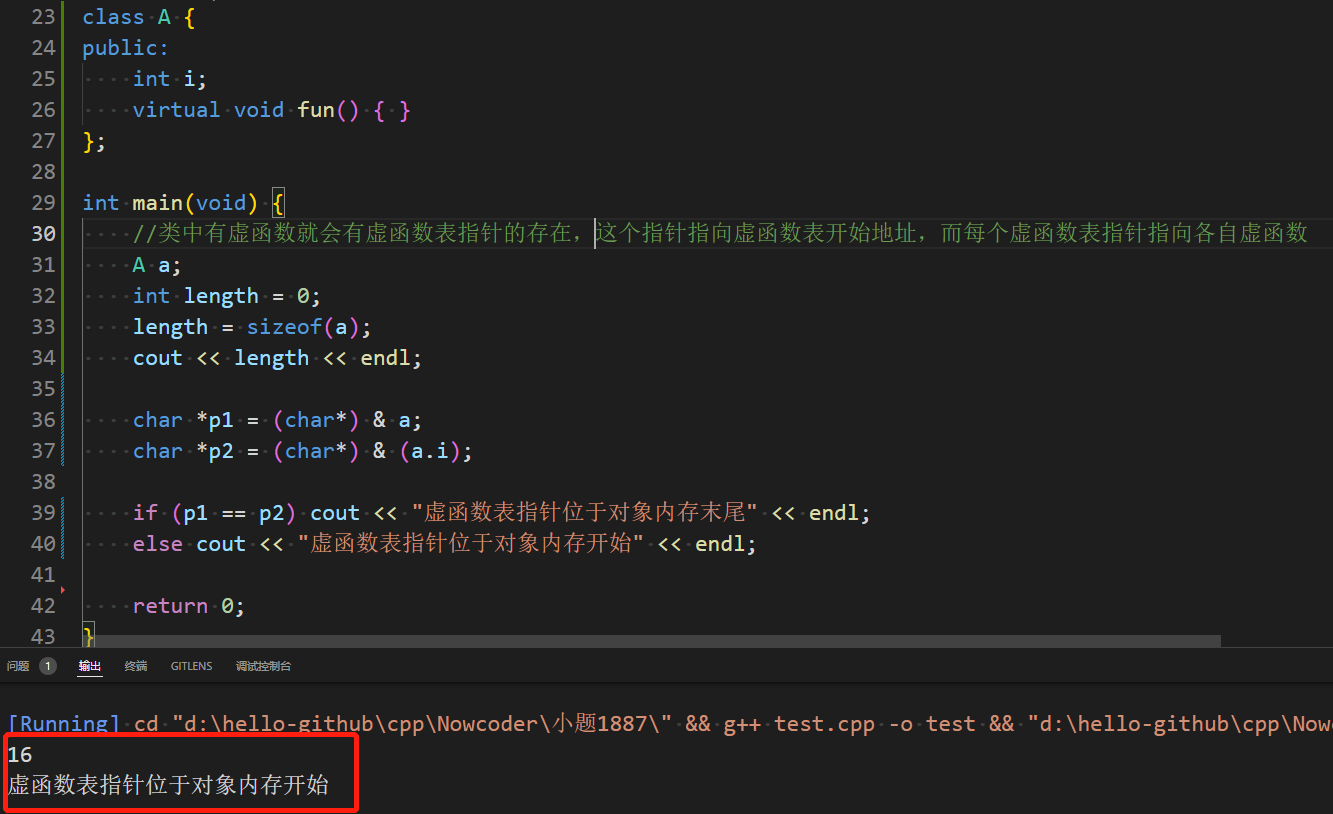 23 class A {
24 public:
25     int i;
26     virtual void fun() { }
27 };
28
29 int main(void) {
30     //类中有虚函数就会有虚函数表指针的存在，这个指针指向虚函数表开始地址，而每个虚函数表指针指向各自虚函数
31     A a;
32     int length = 0;
33     length = sizeof(a);
34     cout << length << endl;
35
36     char *p1 = (char*) & a;
37     char *p2 = (char*) & (a.i);
38
39     if (p1 == p2) cout << "虚函数表指针位于对象内存末尾" << endl;
40     else cout << "虚函数表指针位于对象内存开始" << endl;
41
42     return 0;
43 }
问题 1 输出 终端 GITLENS 调试控制台
[Running] cd "d:\hello-github\cpp\Nowcoder\小题1887\" && g++ test.cpp -o test && "d:\hello-github\cpp\Now
16
虚函数表指针位于对象内存开始